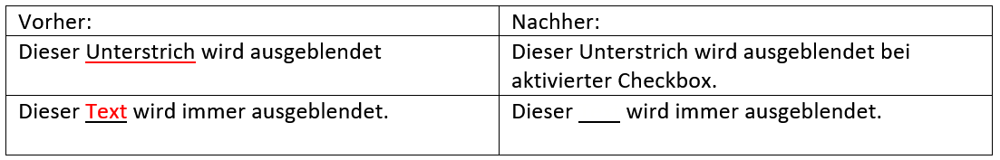 Vorher:
Nachher:
Dieser Unterstrich wird ausgeblendet
Dieser Unterstrich wird ausgeblendet bei
aktivierter Checkbox.
Dieser Text wird immer ausgeblendet.
Dieser ____ wird immer ausgeblendet.